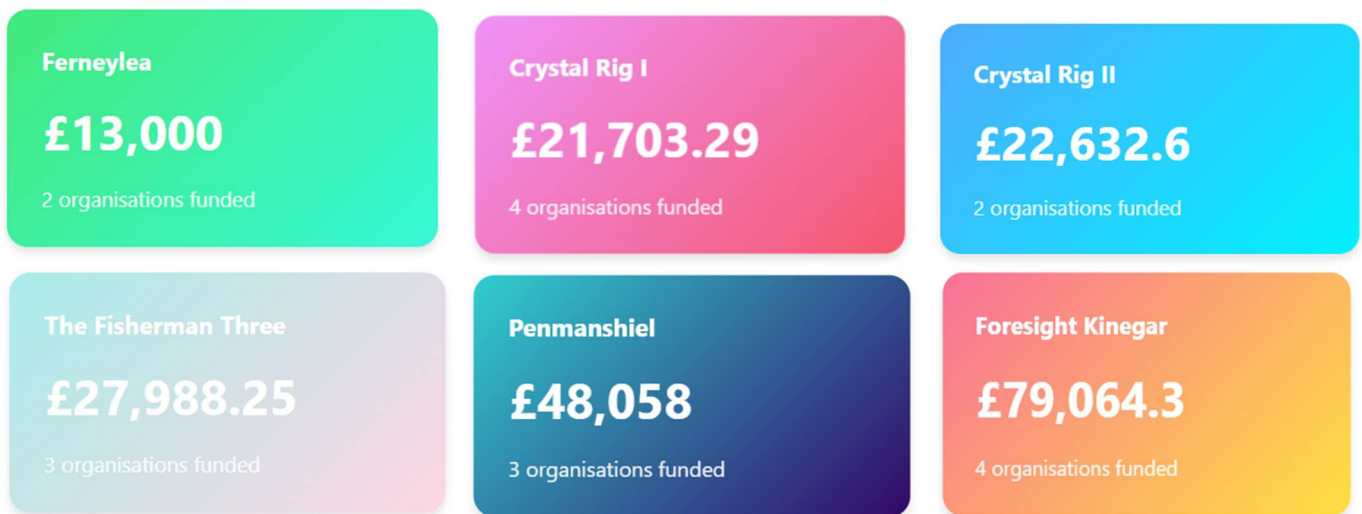 Ferneylea
£13,000
2 organisations funded
Crystal Rig I
£21,703.29
4 organisations funded
Crystal Rig II
£22,632.6
2 organisations funded
The Fisherman Three
£27,988.25
3 organisations funded
Penmanshiel
£48,058
3 organisations funded
Foresight Kinegar
£79,064.3
4 organisations funded